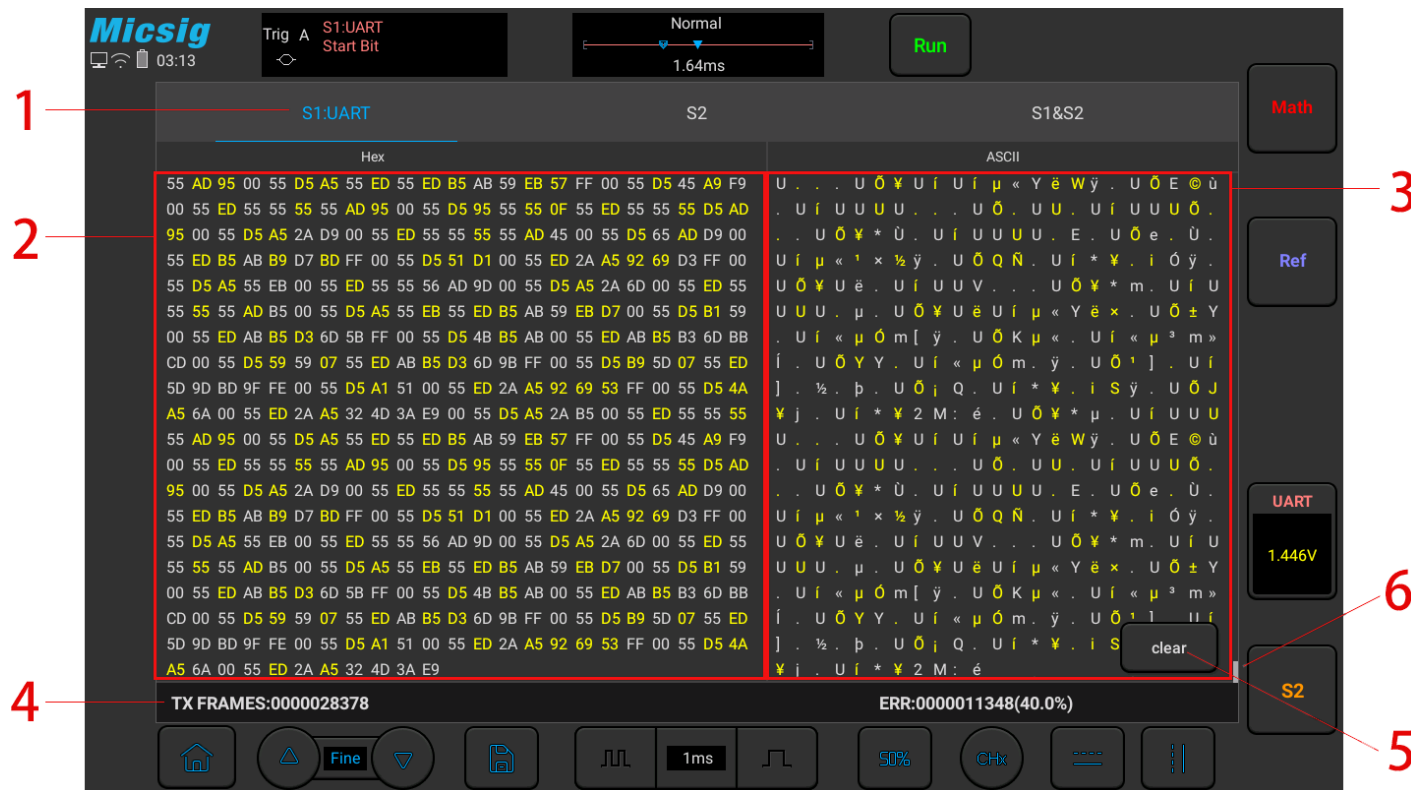 Micsig
Trig A S1:UART
Start Bit
03:13
Normal
1.64ms
Run
S1:UART S2 S1&S2
Hex ASCII
55 AD 95 00 55 D5 A5 55 ED 55 ED B5 AB 59 EB 57 FF 00 55 D5 45 A9 F9 U . . . U Õ ¥ U í U í µ « Y ë W ÿ . U Õ E © ù
00 55 ED 55 55 55 55 AD 95 00 55 D5 95 55 55 0F 55 ED 55 55 55 D5 AD . U í U U U U . . . U Õ . U U . U í U U U Õ .
95 00 55 D5 A5 2A D9 00 55 ED 55 55 55 55 AD 45 00 55 D5 65 AD D9 00 . . U Õ ¥ * Ù . U í U U U U . E . U Õ e . Ù .
55 ED B5 AB B9 D7 BD FF 00 55 D5 51 D1 00 55 ED 2A A5 92 69 D3 FF 00 U í µ « ¹ × ½ ÿ . U Õ Q Ñ . U í * ¥ . i Ó ÿ .
55 D5 A5 55 EB 00 55 ED 55 55 56 AD 9D 00 55 D5 A5 2A 6D 00 55 ED 55 U Õ ¥ U ë . U í U U V . . . U Õ ¥ * m . U í U
55 55 55 AD B5 00 55 D5 A5 55 EB 55 ED B5 AB 59 EB D7 00 55 D5 B1 59 U U U . µ . U Õ ¥ U ë U í µ « Y ë × . U Õ ± Y
00 55 ED AB B5 D3 6D 5B FF 00 55 D5 4B B5 AB 00 55 ED AB B5 B3 6D BB . U í « µ Ó m [ ÿ . U Õ K µ « . U í « µ ³ m »
CD 00 55 D5 59 59 07 55 ED AB B5 D3 6D 9B FF 00 55 D5 B9 5D 07 55 ED Í . U Õ Y Y . U í « µ Ó m . ÿ . U Õ ¹ ] . U í
5D 9D BD 9F FE 00 55 D5 A1 51 00 55 ED 2A A5 92 69 53 FF 00 55 D5 4A ] . ½ . þ . U Õ ¡ Q . U í * ¥ . i S ÿ . U Õ J
A5 6A 00 55 ED 2A A5 32 4D 3A E9 00 55 D5 A5 2A B5 00 55 ED 55 55 55 ¥ j . U í * ¥ 2 M : é . U Õ ¥ * µ . U í U U U
55 AD 95 00 55 D5 A5 55 ED 55 ED B5 AB 59 EB 57 FF 00 55 D5 45 A9 F9 U . . . U Õ ¥ U í U í µ « Y ë W ÿ . U Õ E © ù
00 55 ED 55 55 55 55 AD 95 00 55 D5 95 55 55 0F 55 ED 55 55 55 D5 AD . U í U U U U . . . U Õ . U U . U í U U U Õ .
95 00 55 D5 A5 2A D9 00 55 ED 55 55 55 55 AD 45 00 55 D5 65 AD D9 00 . . U Õ ¥ * Ù . U í U U U U . E . U Õ e . Ù .
55 ED B5 AB B9 D7 BD FF 00 55 D5 51 D1 00 55 ED 2A A5 92 69 D3 FF 00 U í µ « ¹ × ½ ÿ . U Õ Q Ñ . U í * ¥ . i Ó ÿ .
55 D5 A5 55 EB 00 55 ED 55 55 56 AD 9D 00 55 D5 A5 2A 6D 00 55 ED 55 U Õ ¥ U ë . U í U U V . . . U Õ ¥ * m . U í U
55 55 55 AD B5 00 55 D5 A5 55 EB 55 ED B5 AB 59 EB D7 00 55 D5 B1 59 U U U . µ . U Õ ¥ U ë U í µ « Y ë × . U Õ ± Y
00 55 ED AB B5 D3 6D 5B FF 00 55 D5 4B B5 AB 00 55 ED AB B5 B3 6D BB . U í « µ Ó m [ ÿ . U Õ K µ « . U í « µ ³ m »
CD 00 55 D5 59 59 07 55 ED AB B5 D3 6D 9B FF 00 55 D5 B9 5D 07 55 ED Í . U Õ Y Y . U í « µ Ó m . ÿ . U Õ ¹ ] . U í
5D 9D BD 9F FE 00 55 D5 A1 51 00 55 ED 2A A5 92 69 53 FF 00 55 D5 4A ] . ½ . þ . U Õ ¡ Q . U í * ¥ . i S
A5 6A 00 55 ED 2A A5 32 4D 3A E9 ¥ j . U í * ¥ 2 M : é
clear
TX FRAMES:0000028378 ERR:0000011348(40.0%)
Math
Ref
UART
1.446V
S2
Fine
1ms
50%
CHx
1
2
3
4
5
6